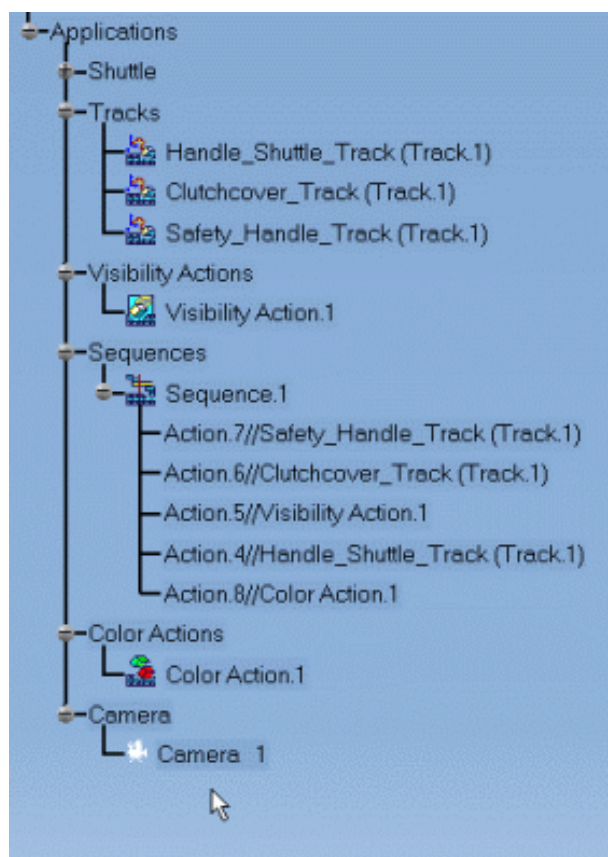 Applications
Shuttle
Tracks
Handle_Shuttle_Track (Track.1)
Clutchcover_Track (Track.1)
Safety_Handle_Track (Track.1)
Visibility Actions
Visibility Action.1
Sequences
Sequence.1
Action.7//Safety_Handle_Track (Track.1)
Action.6//Clutchcover_Track (Track.1)
Action.5//Visibility Action.1
Action.4//Handle_Shuttle_Track (Track.1)
Action.8//Color Action.1
Color Actions
Color Action.1
Camera
Camera 1